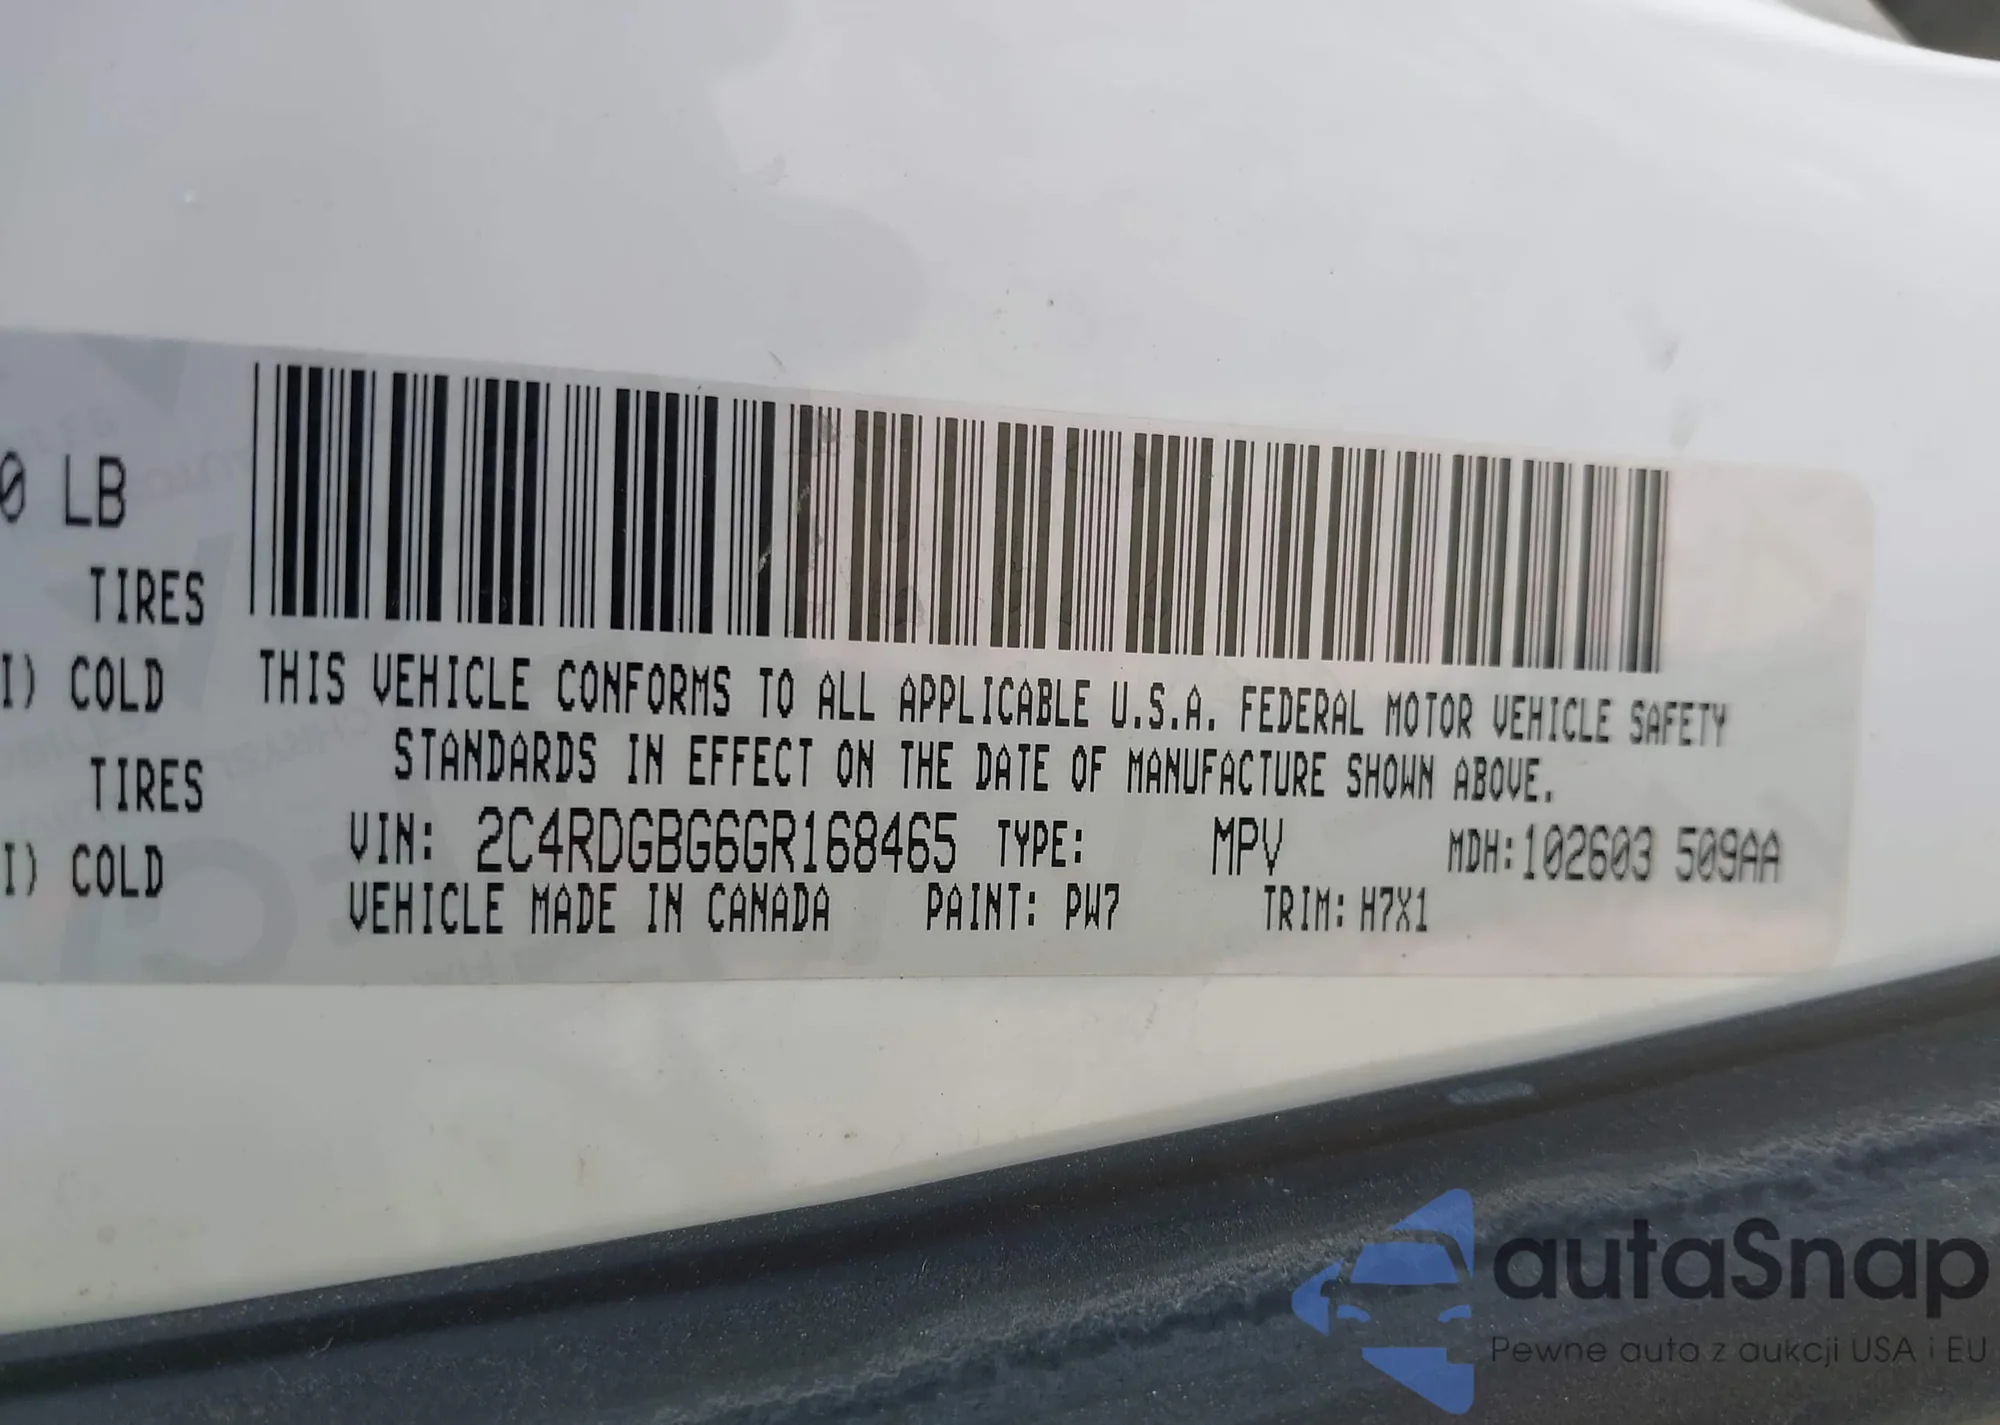 0 LB
TIRES
I) COLD
TIRES
I) COLD
THIS VEHICLE CONFORMS TO ALL APPLICABLE U.S.A. FEDERAL MOTOR VEHICLE SAFETY
STANDARDS IN EFFECT ON THE DATE OF MANUFACTURE SHOWN ABOVE.
VIN: 2C4RDGBG6GR168465 TYPE: MPV MDH:102603 509AA
VEHICLE MADE IN CANADA PAINT: PW7 TRIM: H7X1
autaSnap
Pewne auta z aukcji USA i EU